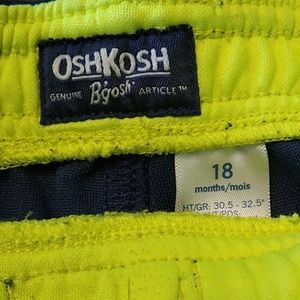 OSHKOSH
GENUINE B'gosh ARTICLE™
18
months/mois
HT/GR: 30.5 - 32.5"